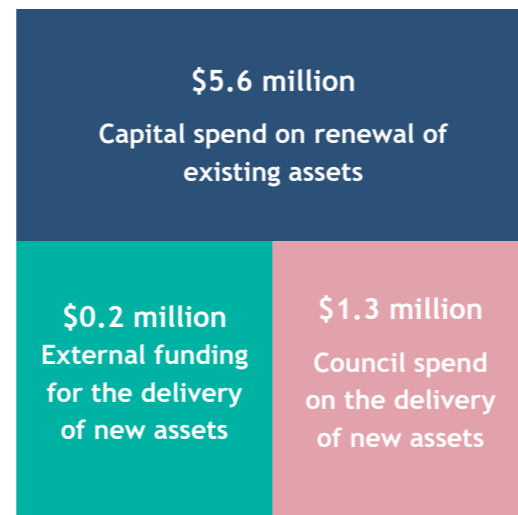 $5.6 million
Capital spend on renewal of
existing assets
$0.2 million
External funding
for the delivery
of new assets
$1.3 million
Council spend
on the delivery
of new assets